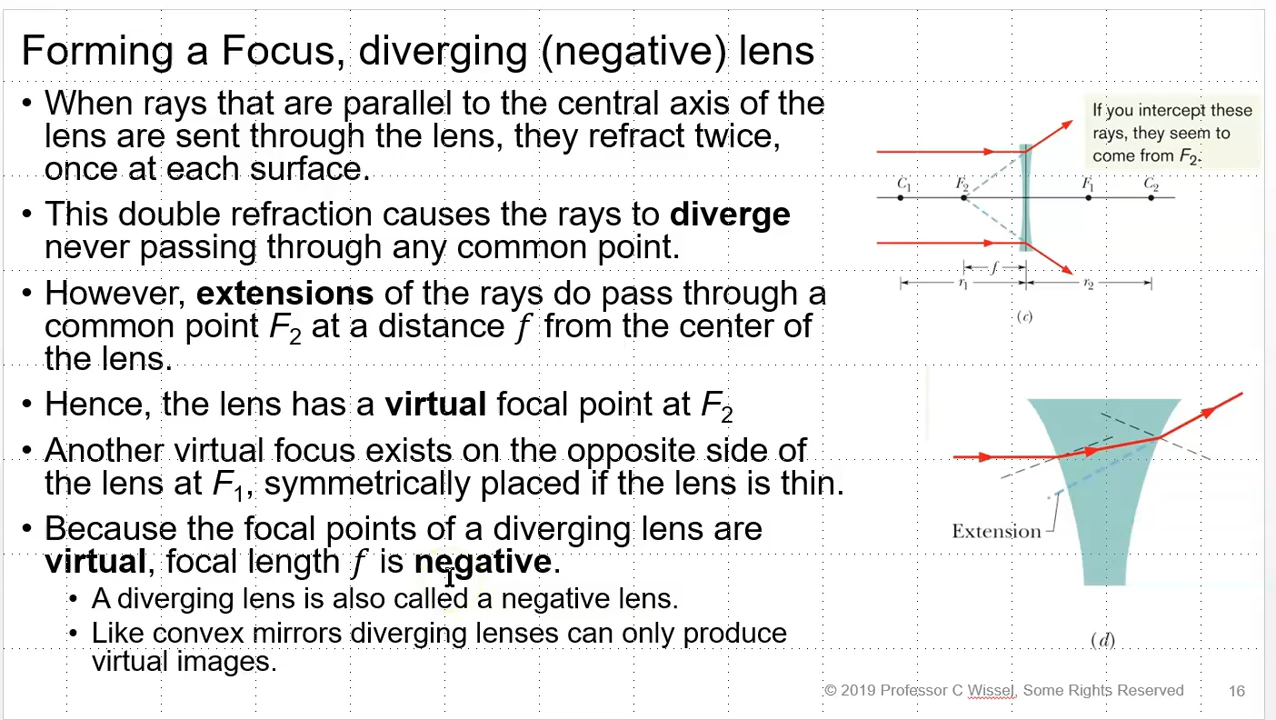 Forming a Focus, diverging (negative) lens
• When rays that are parallel to the central axis of the
lens are sent through the lens, they refract twice,
once at each surface.
• This double refraction causes the rays to diverge
never passing through any common point.
• However, extensions of the rays do pass through a
common point F2 at a distance f from the center of
the lens.
• Hence, the lens has a virtual focal point at F2
• Another virtual focus exists on the opposite side of
the lens at F1, symmetrically placed if the lens is thin.
• Because the focal points of a diverging lens are
virtual, focal length f is negative.
• A diverging lens is also called a negative lens.
• Like convex mirrors diverging lenses can only produce
virtual images.
If you intercept these
rays, they seem to
come from F2.
C1 F2 F1 C2
f
r1 r2
(c)
Extension
(d)
© 2019 Professor C Wissel, Some Rights Reserved 16